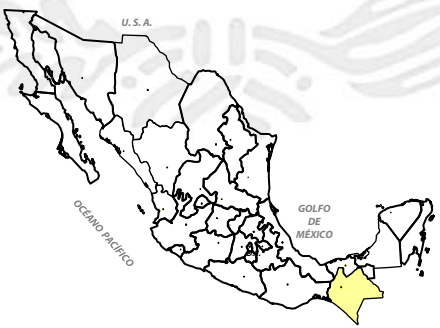 U. S. A.
GOLFO
DE
MÉXICO
OCÉANO PACÍFICO